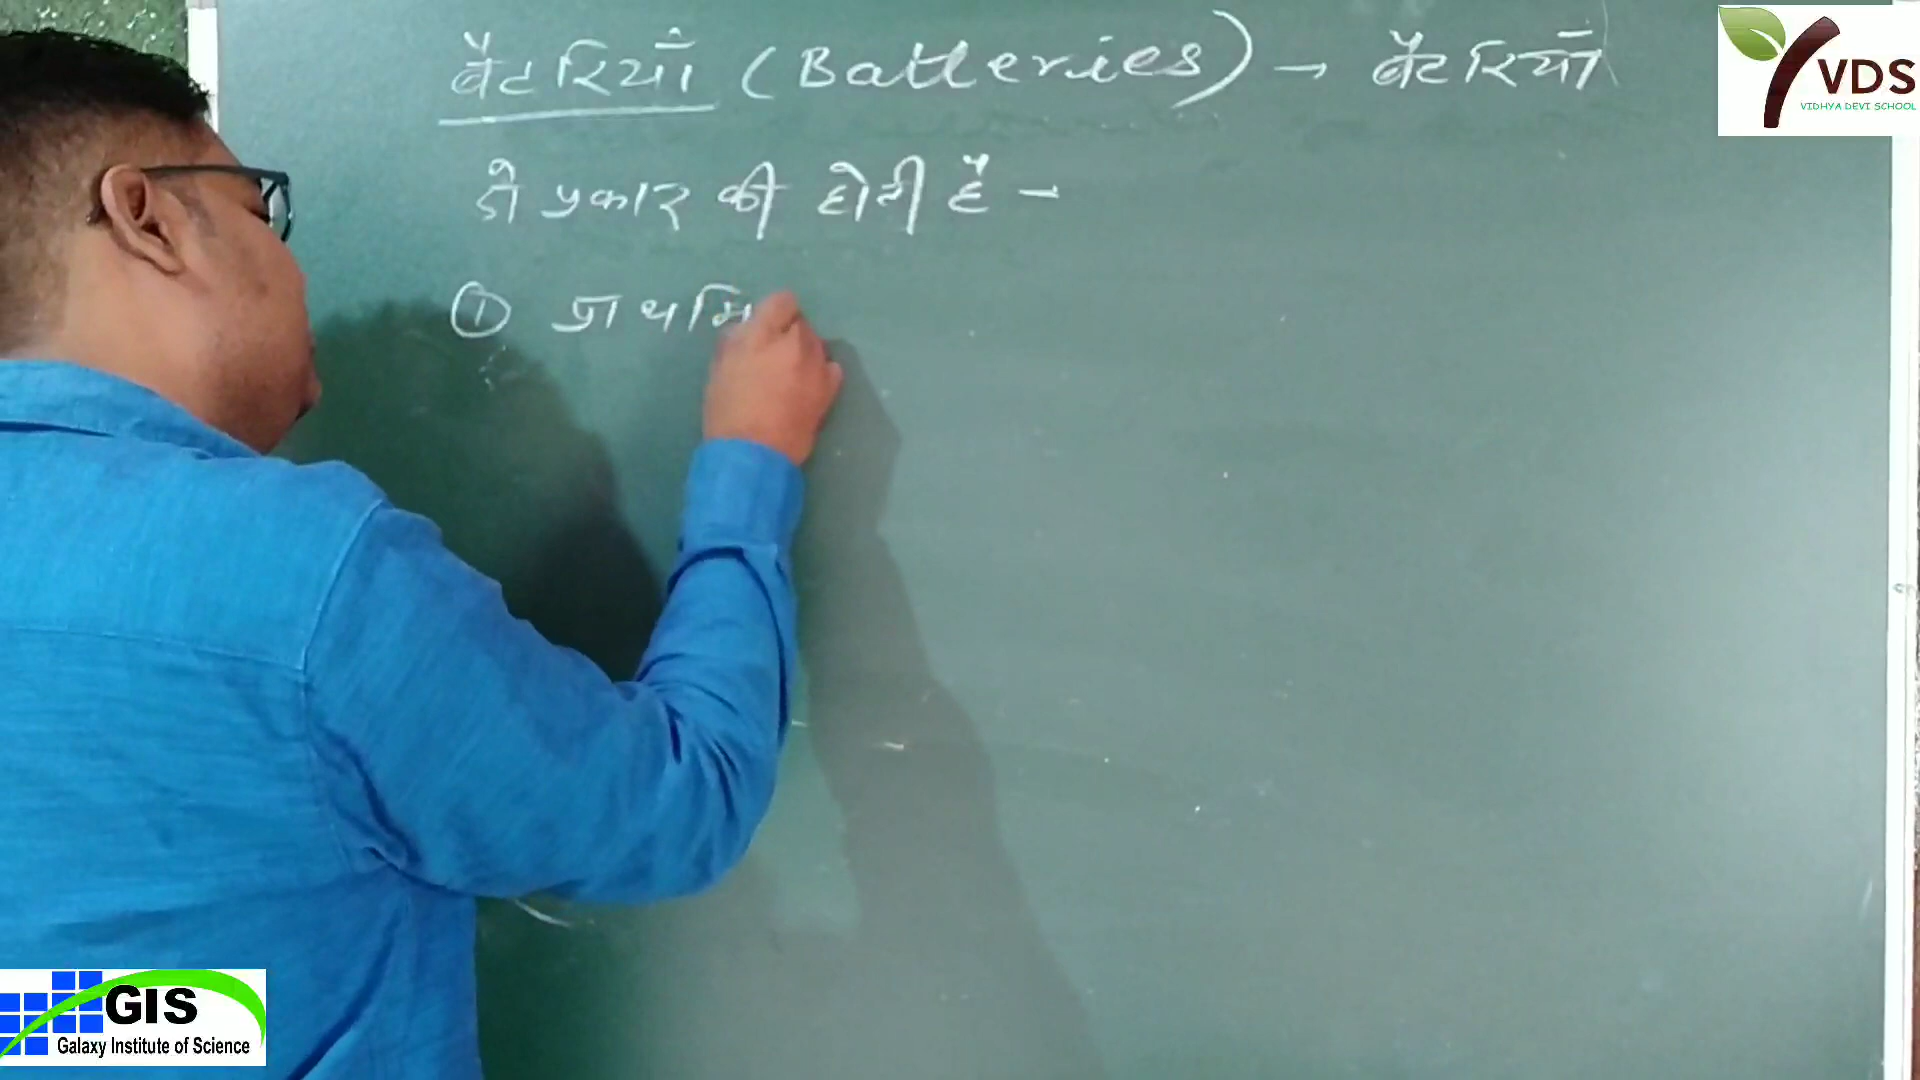 बैटरियाँ (Batteries) → बैटरियाँ
दो प्रकार की होती हैं -
① प्राथमि
VDS
VIDHYA DEVI SCHOOL
GIS
Galaxy Institute of Science